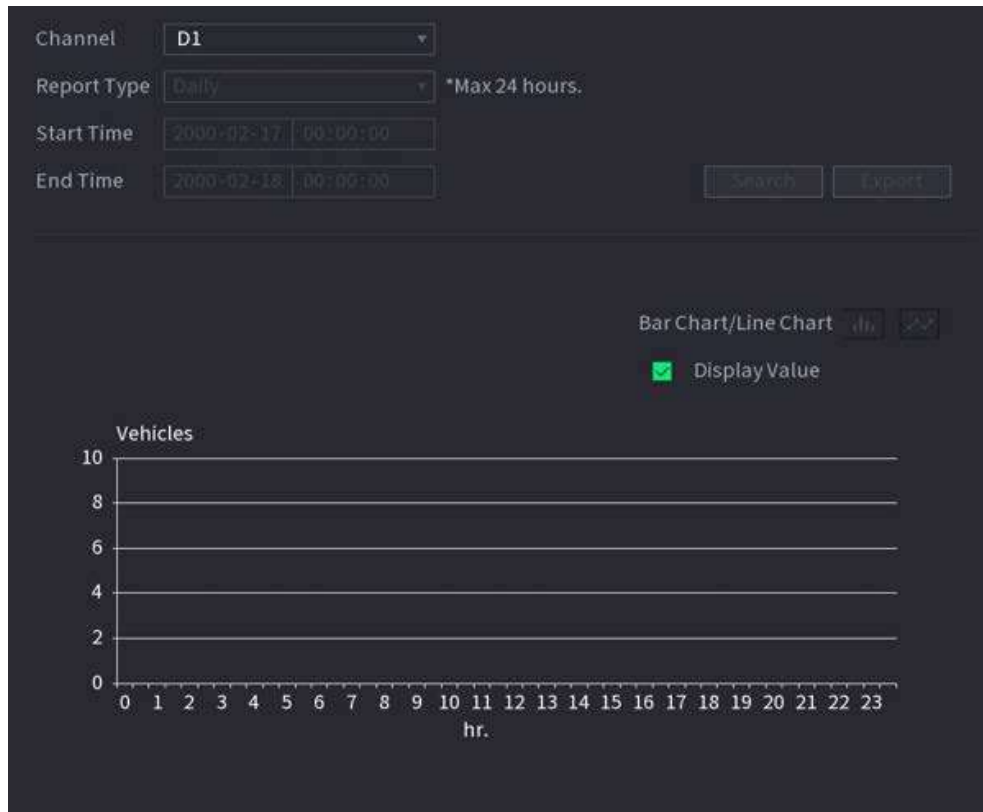 Channel D1
Report Type Daily *Max 24 hours.
Start Time 2000-02-17 00:00:00
End Time 2000-02-18 00:00:00 Search Export
Bar Chart/Line Chart
Display Value
Vehicles
10
8
6
4
2
0
0 1 2 3 4 5 6 7 8 9 10 11 12 13 14 15 16 17 18 19 20 21 22 23
hr.